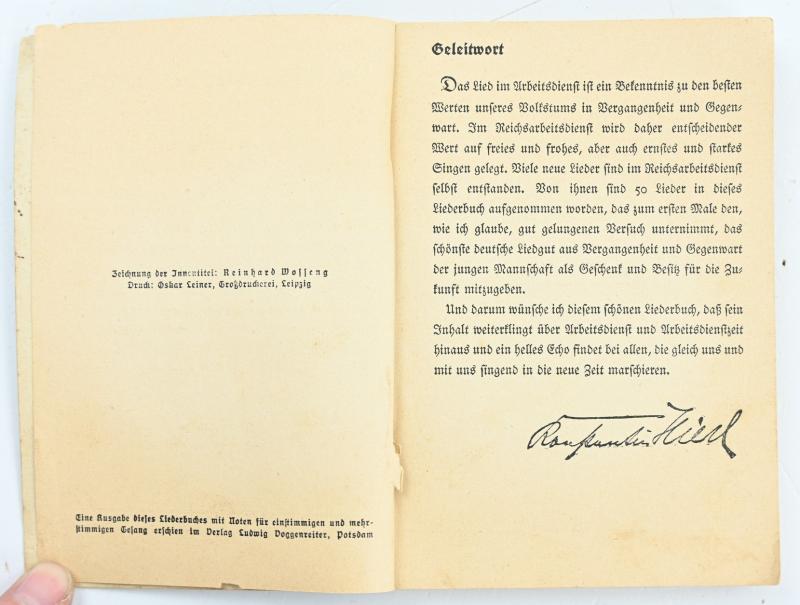 Zeichnung der Innentitel: Reinhard Wosseng
Druck: Oskar Leiner, Großdruckerei, Leipzig
Eine Ausgabe dieses Liederbuches mit Noten für einstimmigen und mehr-
stimmigen Gesang erschien im Verlag Ludwig Voggenreiter, Potsdam
Geleitwort
Das Lied im Arbeitsdienst ist ein Bekenntnis zu den besten
Werten unseres Volkstums in Vergangenheit und Gegen-
wart. Im Reichsarbeitsdienst wird daher entscheidender
Wert auf freies und frohes, aber auch ernstes und starkes
Singen gelegt. Viele neue Lieder sind im Reichsarbeitsdienst
selbst entstanden. Von ihnen sind 50 Lieder in dieses
Liederbuch aufgenommen worden, das zum ersten Male den,
wie ich glaube, gut gelungenen Versuch unternimmt, das
schönste deutsche Liedgut aus Vergangenheit und Gegenwart
der jungen Mannschaft als Geschenk und Besitz für die Zu-
kunft mitzugeben.
Und darum wünsche ich diesem schönen Liederbuch, daß sein
Inhalt weiterklingt über Arbeitsdienst und Arbeitsdienstzeit
hinaus und ein helles Echo findet bei allen, die gleich uns und
mit uns singend in die neue Zeit marschieren.
Konstantin Hierl